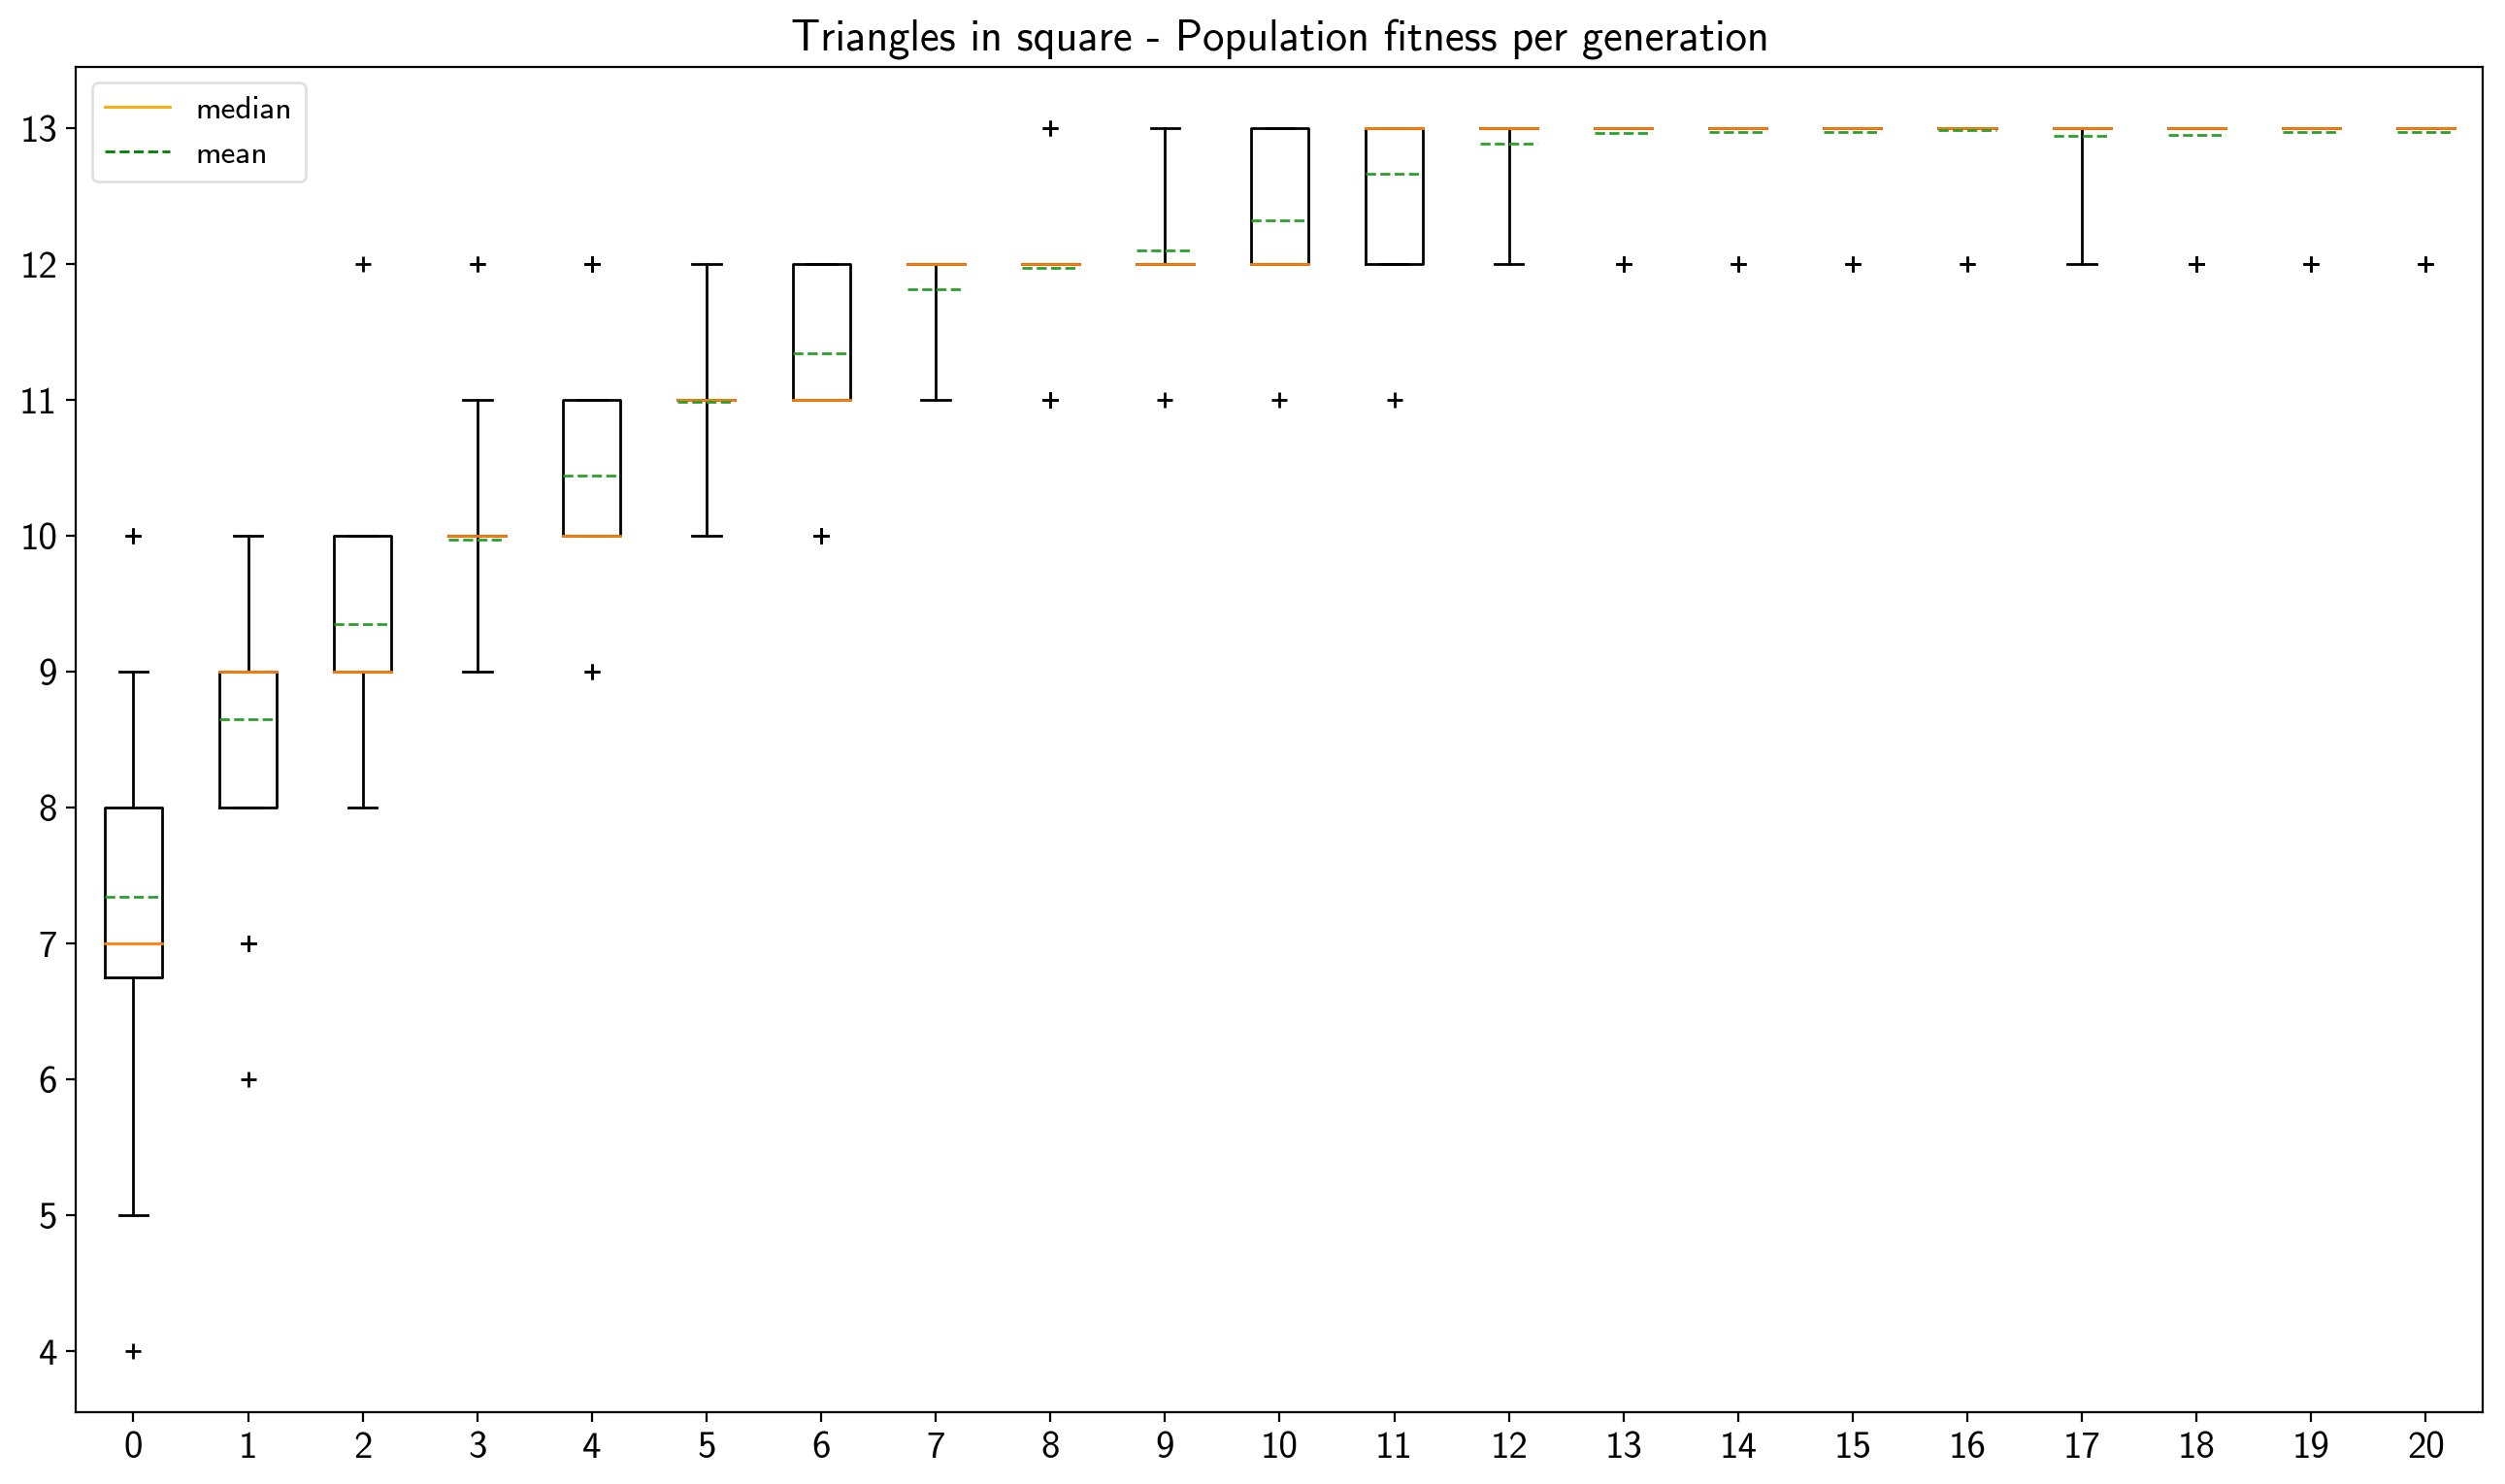 Triangles in square - Population fitness per generation
median
mean
13
12
11
10
9
8
7
6
5
4
0 1 2 3 4 5 6 7 8 9 10 11 12 13 14 15 16 17 18 19 20